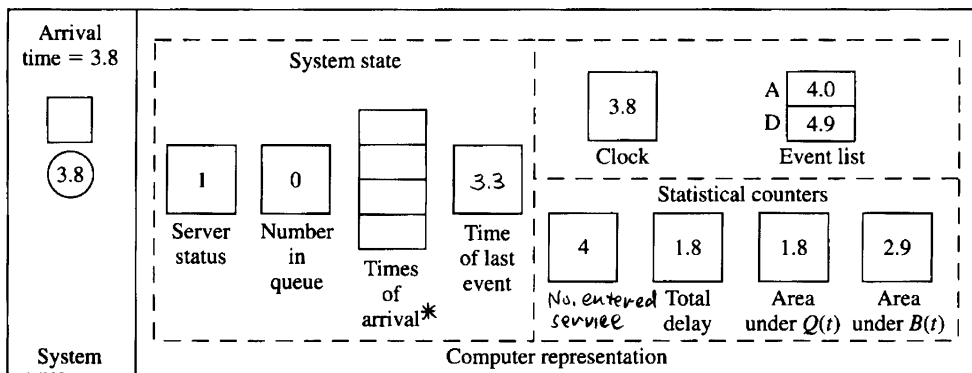 Arrival
time = 3.8
3.8
System
System state
1
Server
status
0
Number
in
queue
Times
of
arrival*
3.3
Time
of last
event
3.8
Clock
A 4.0
D 4.9
Event list
Statistical counters
4
No. entered
service
1.8
Total
delay
1.8
Area
under Q(t)
2.9
Area
under B(t)
Computer representation